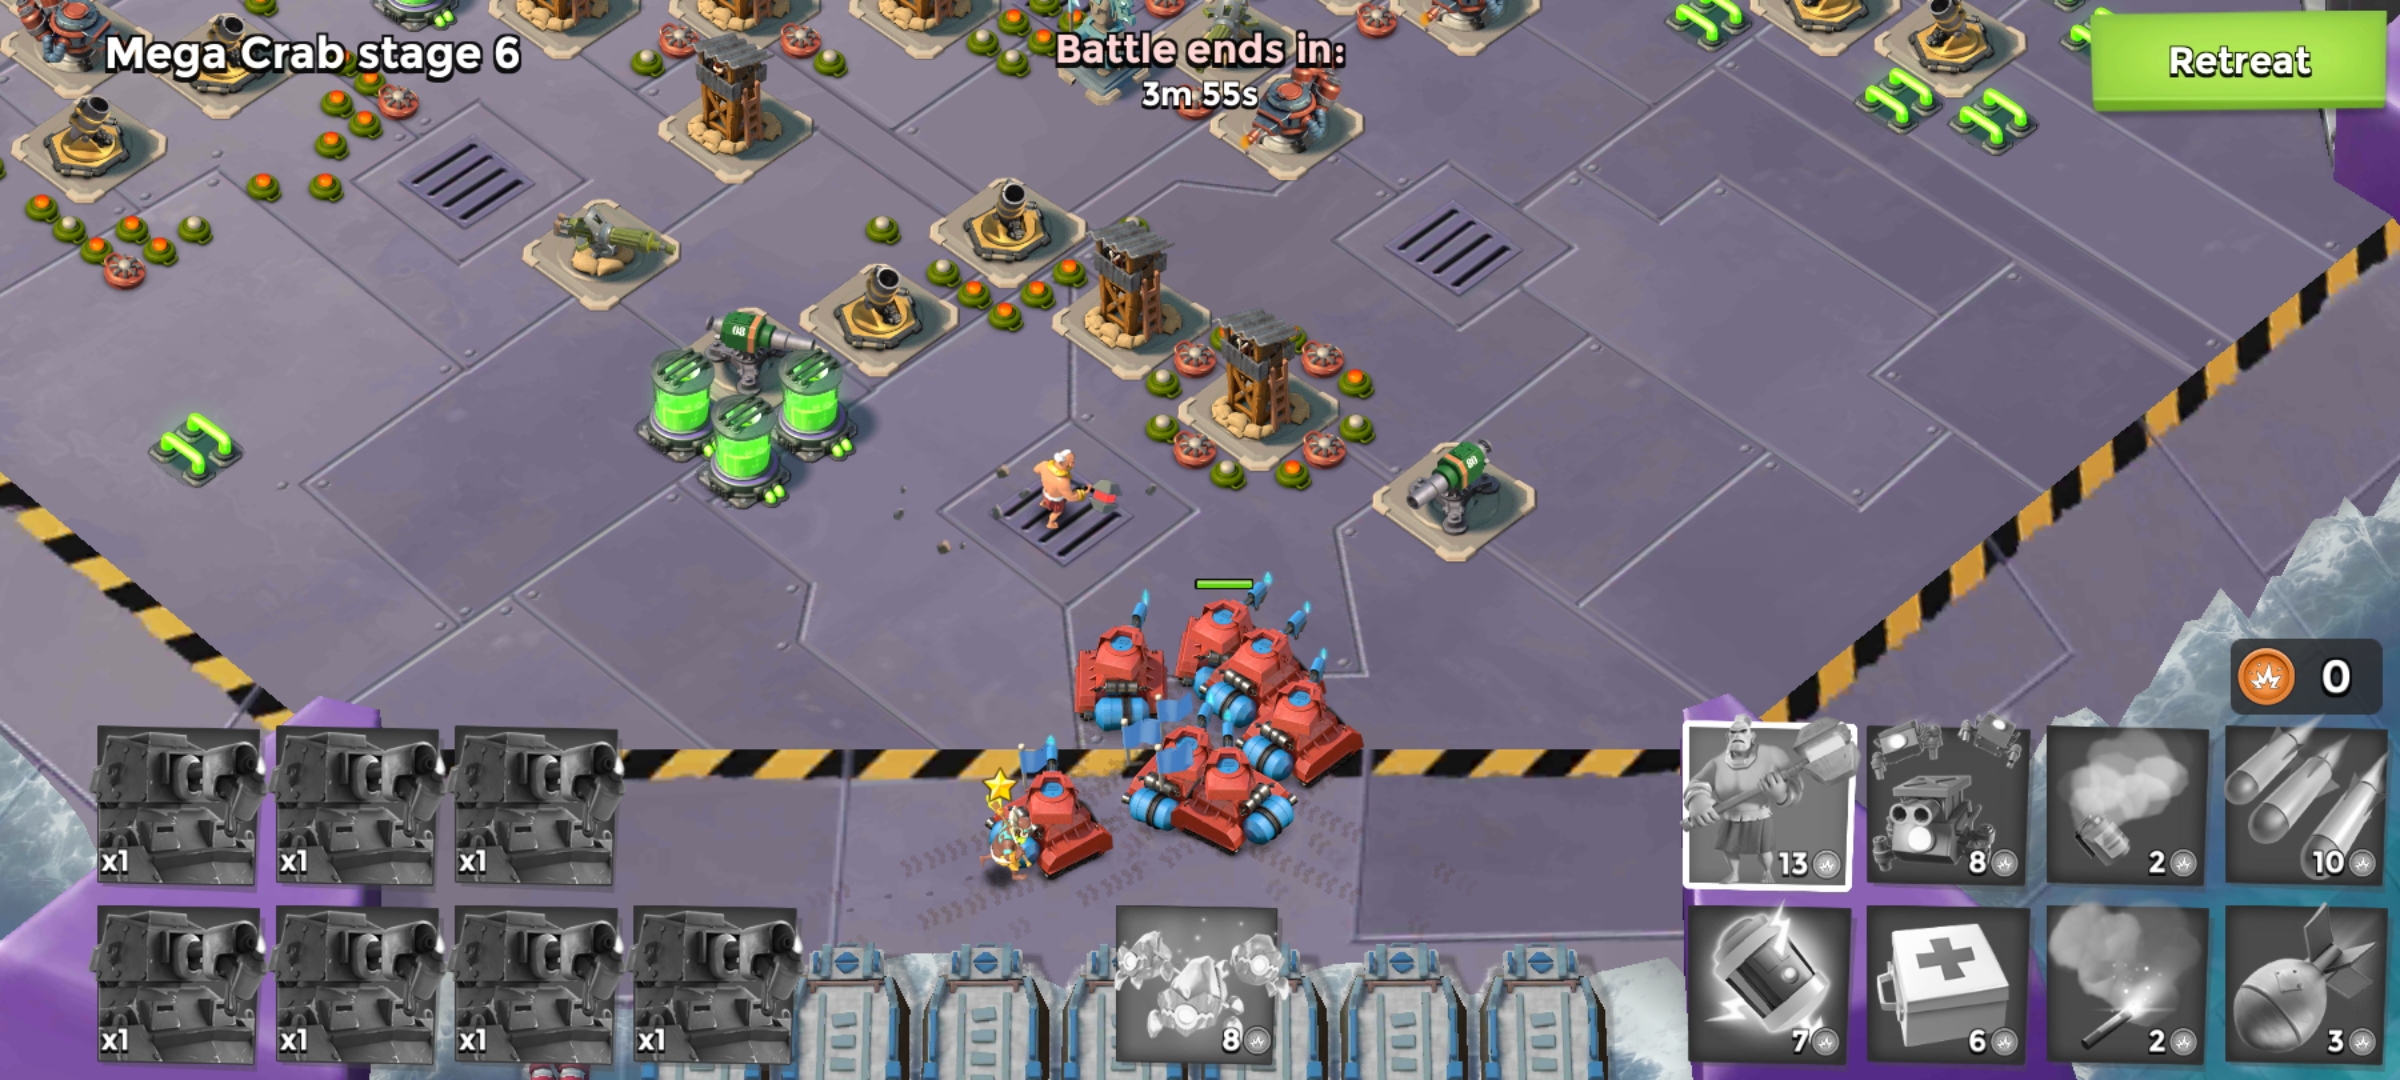 Mega Crab stage 6
Battle ends in:
3m 55s
Retreat
0
x1
x1
x1
13
8
2
10
x1
x1
x1
x1
8
7
6
2
3